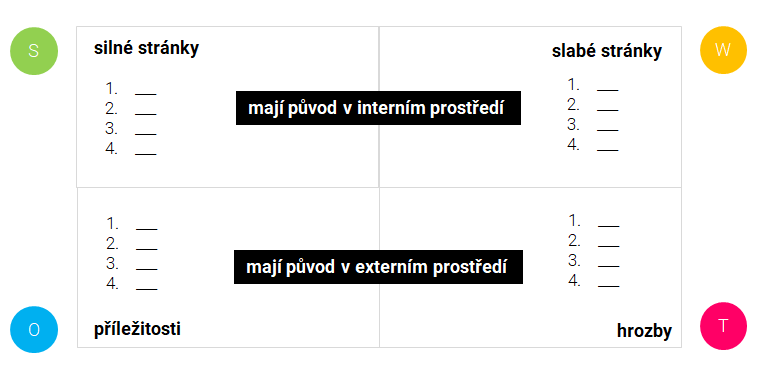 S
silné stránky
1. ___
2. ___
3. ___
4. ___
W
slabé stránky
1. ___
2. ___
3. ___
4. ___
mají původ v interním prostředí
1. ___
2. ___
3. ___
4. ___
O
příležitosti
1. ___
2. ___
3. ___
4. ___
T
hrozby
mají původ v externím prostředí